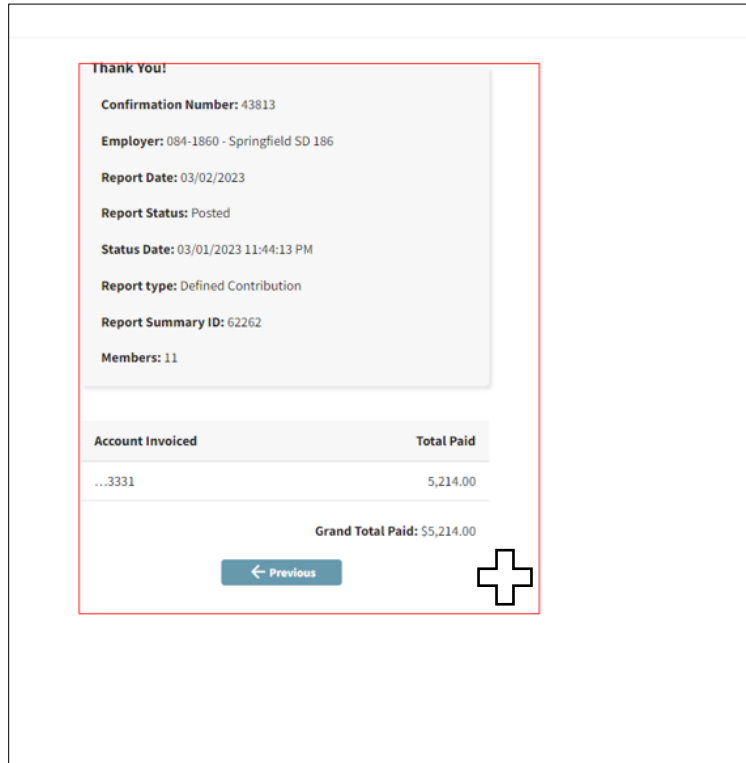 Thank You!
Confirmation Number: 43813
Employer: 084-1860 - Springfield SD 186
Report Date: 03/02/2023
Report Status: Posted
Status Date: 03/01/2023 11:44:13 PM
Report type: Defined Contribution
Report Summary ID: 62262
Members: 11
Account Invoiced Total Paid
...3331 5,214.00
Grand Total Paid: $5,214.00
← Previous